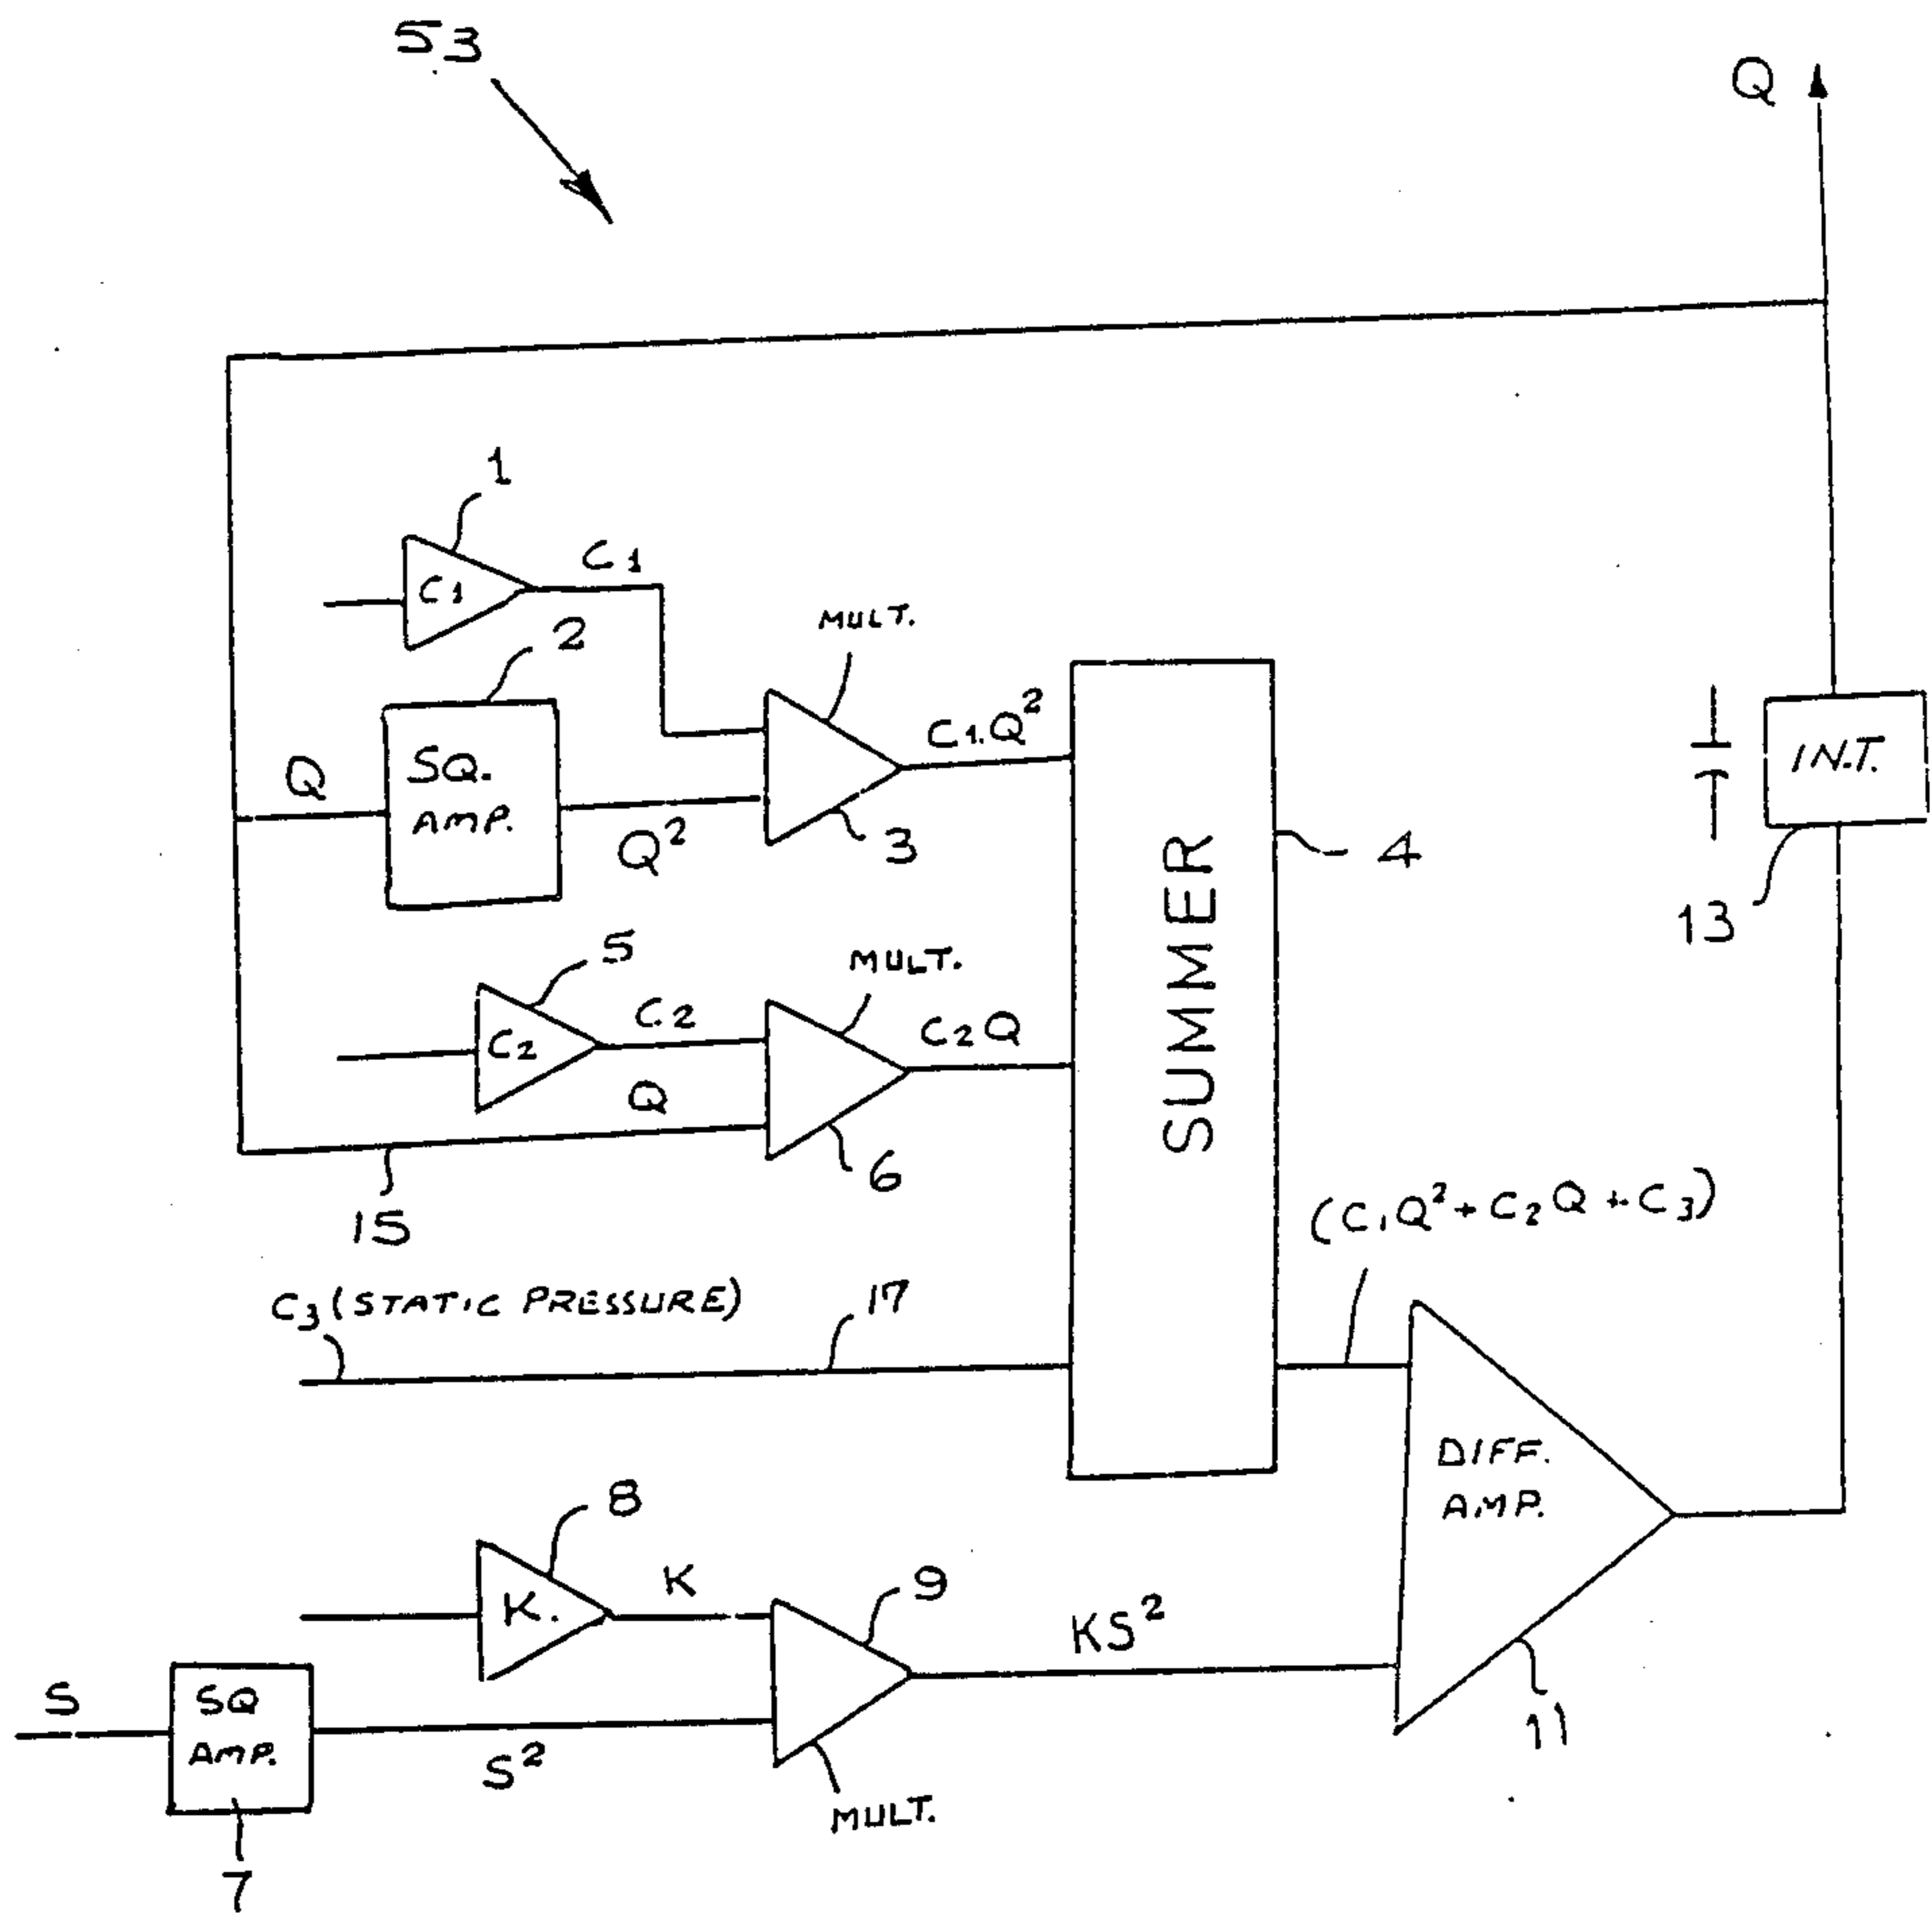 53
Q
1
C1
C1
2
MULT.
Q
SQ.
AMP.
Q²
C1.Q²
3
SUMMER
4
INT.
13
5
C2
C2
MULT.
C2Q
Q
6
15
(C1Q²+C2Q+C3)
C3(STATIC PRESSURE)
17
DIFF.
AMP.
8
K.
K
9
KS²
11
S
SQ
AMP.
S²
MULT.
7